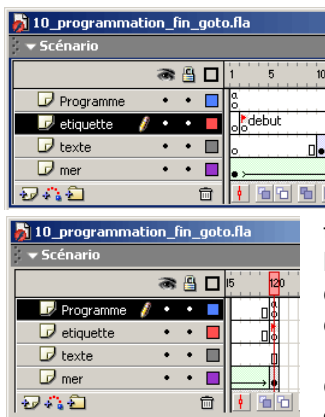 10_programmation_fin_goto.fla
Scénario
1 5 10
Programme
a
etiquette
debut
texte
mer
10_programmation_fin_goto.fla
Scénario
15 120
Programme
a
etiquette
texte
mer